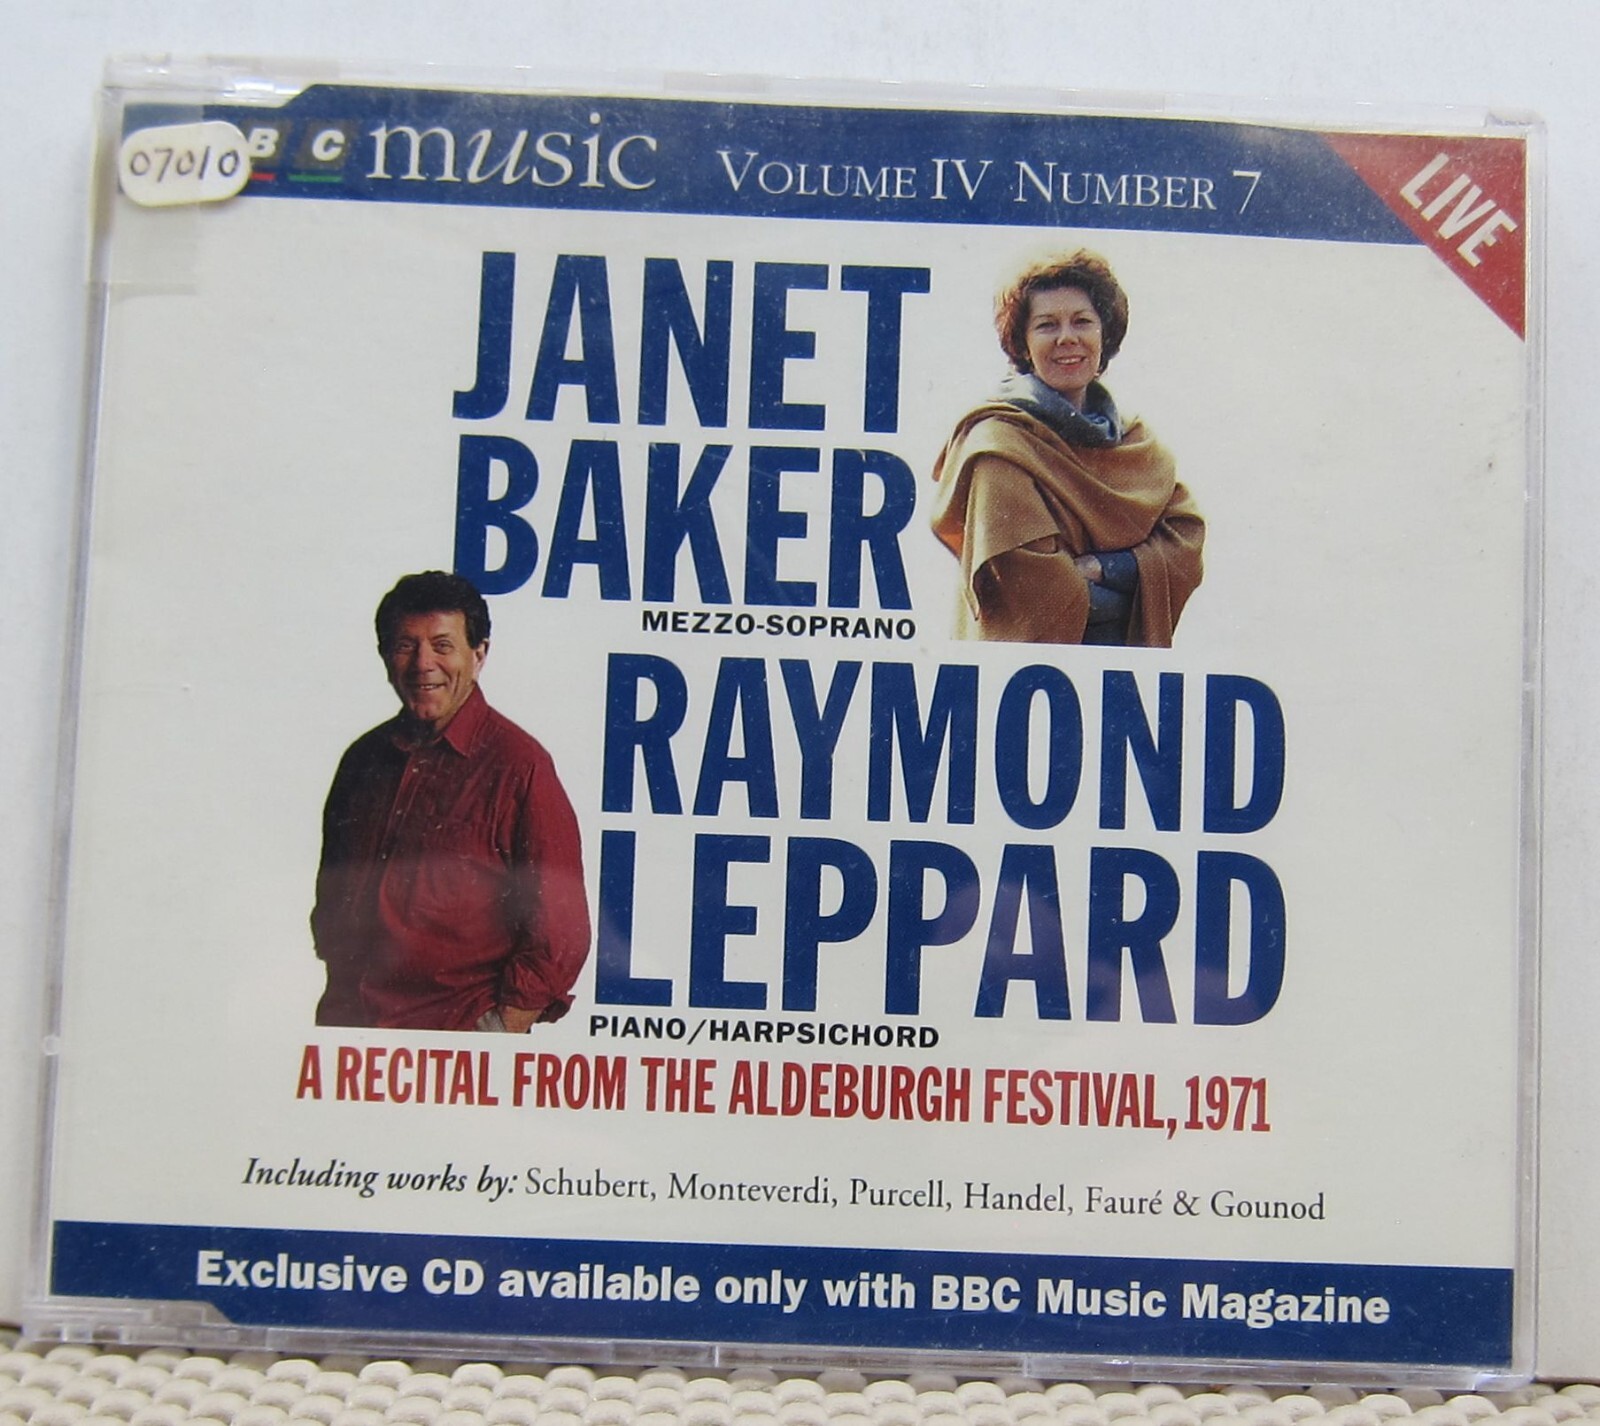 07010
B C music VOLUME IV NUMBER 7
LIVE
JANET
BAKER
MEZZO-SOPRANO
RAYMOND
LEPPARD
PIANO/HARPSICHORD
A RECITAL FROM THE ALDEBURGH FESTIVAL, 1971
Including works by: Schubert, Monteverdi, Purcell, Handel, Fauré & Gounod
Exclusive CD available only with BBC Music Magazine